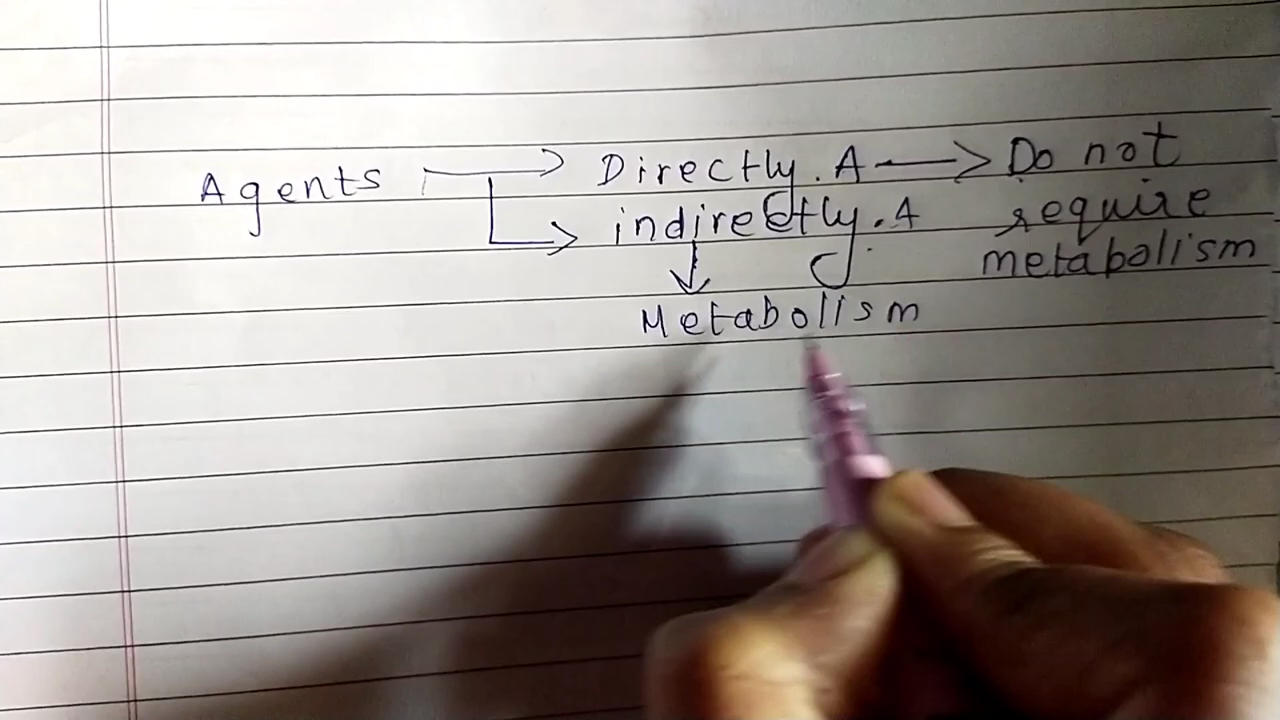 Agents → Directly.A → Do not
→ indirectly.A require
↓ metabolism
Metabolism